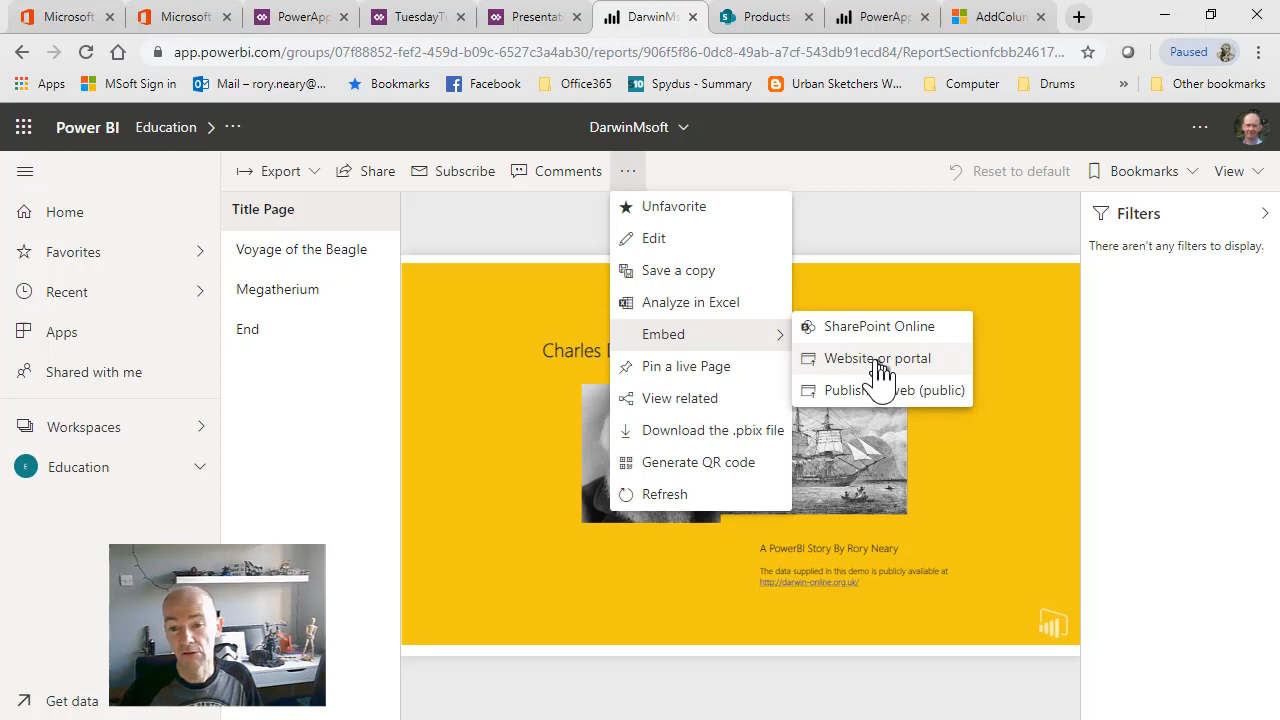 Microsoft
Microsoft
PowerApp
TuesdayT
Presentat
DarwinMs
Products
PowerApp
AddColur
app.powerbi.com/groups/07f88852-fef2-459d-b09c-6527c3a4ab30/reports/906f5f86-0dc8-49ab-a7cf-543db91ecd84/ReportSectionfcbb24617...
Paused
Apps
MSoft Sign in
Mail – rory.neary@...
Bookmarks
Facebook
Office365
10
Spydus - Summary
Urban Sketchers W...
Computer
Drums
»
Other bookmarks
Power BI
Education
DarwinMsoft
Export
Share
Subscribe
Comments
Reset to default
Bookmarks
View
Home
Favorites
Recent
Apps
Shared with me
Workspaces
E
Education
Get data
Title Page
Voyage of the Beagle
Megatherium
End
Unfavorite
Edit
Save a copy
Analyze in Excel
Embed
Pin a live Page
View related
Download the .pbix file
Generate QR code
Refresh
SharePoint Online
Website or portal
Publish web (public)
Filters
There aren't any filters to display.
Charles D
A PowerBI Story By Rory Neary
The data supplied in this demo is publicly available at
http://darwin-online.org.uk/